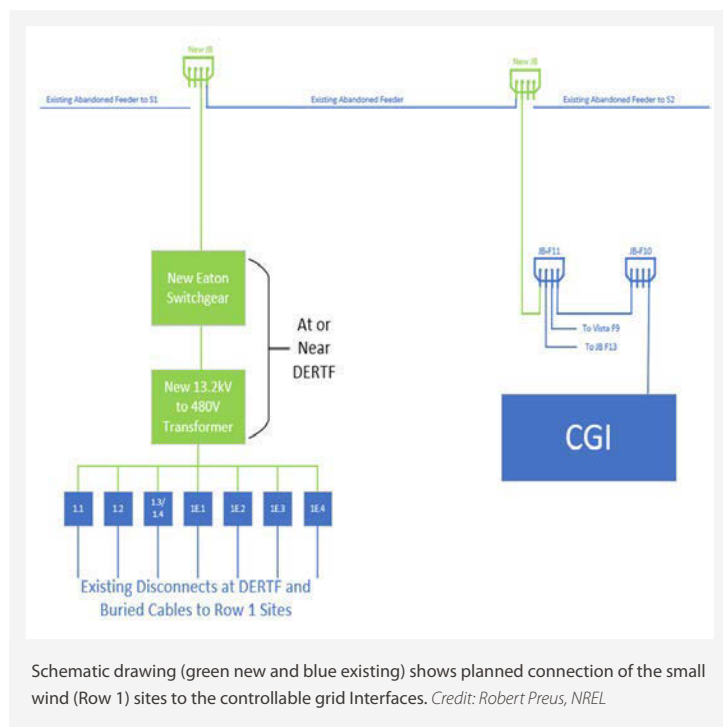 New JB
New JB
Existing Abandoned Feeder to S1
Existing Abandoned Feeder
Existing Abandoned Feeder to S2
JB-F11
JB-F10
New Eaton
Switchgear
At or
Near
DERTF
To Vista F9
To JB F13
New 13.2kV
to 480V
Transformer
CGI
1.1
1.2
1.3/
1.4
1E.1
1E.2
1E.3
1E.4
Existing Disconnects at DERTF and
Buried Cables to Row 1 Sites
Schematic drawing (green new and blue existing) shows planned connection of the small
wind (Row 1) sites to the controllable grid Interfaces. Credit: Robert Preus, NREL